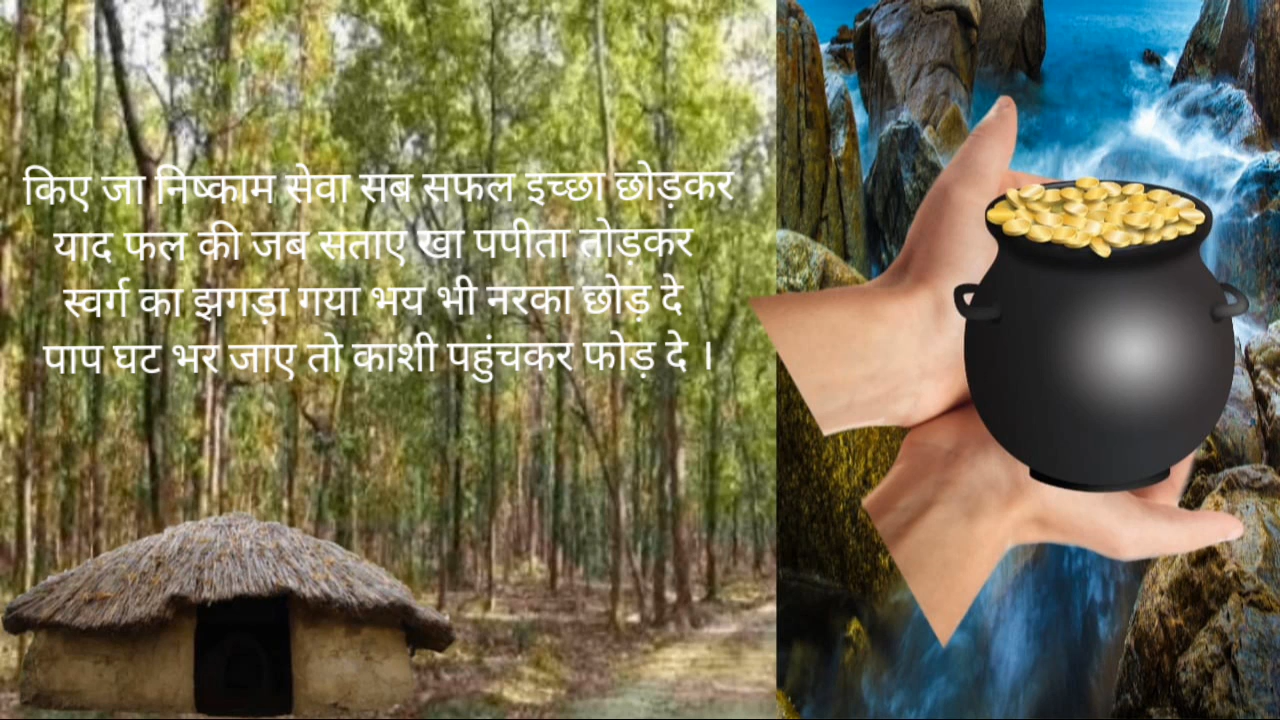 किए जा निष्काम सेवा सब सफल इच्छा छोड़कर
याद फल की जब सताए खा पपीता तोड़कर
स्वर्ग का झगड़ा गया भय भी नरका छोड़ दे
पाप घट भर जाए तो काशी पहुंचकर फोड़ दे ।